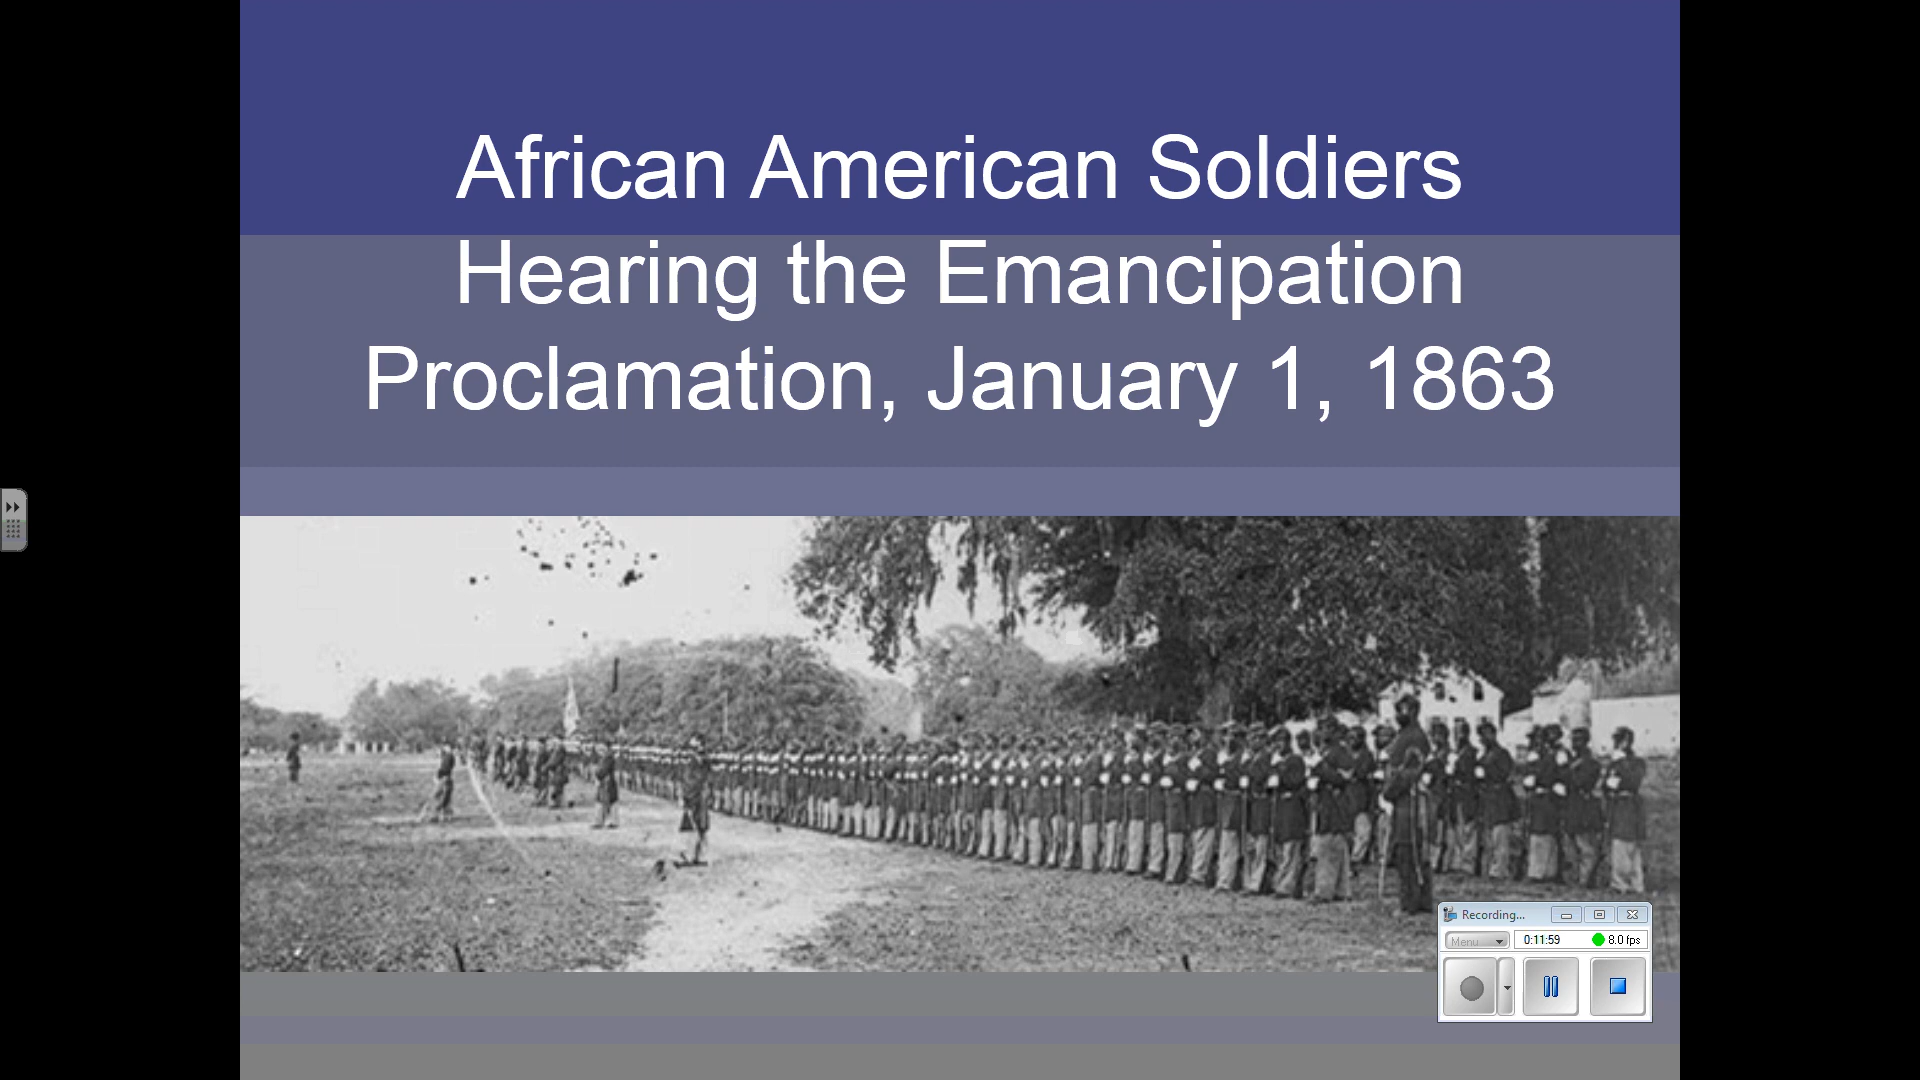 African American Soldiers
Hearing the Emancipation
Proclamation, January 1, 1863
Recording...
Menu
0:11:59
8.0 fps